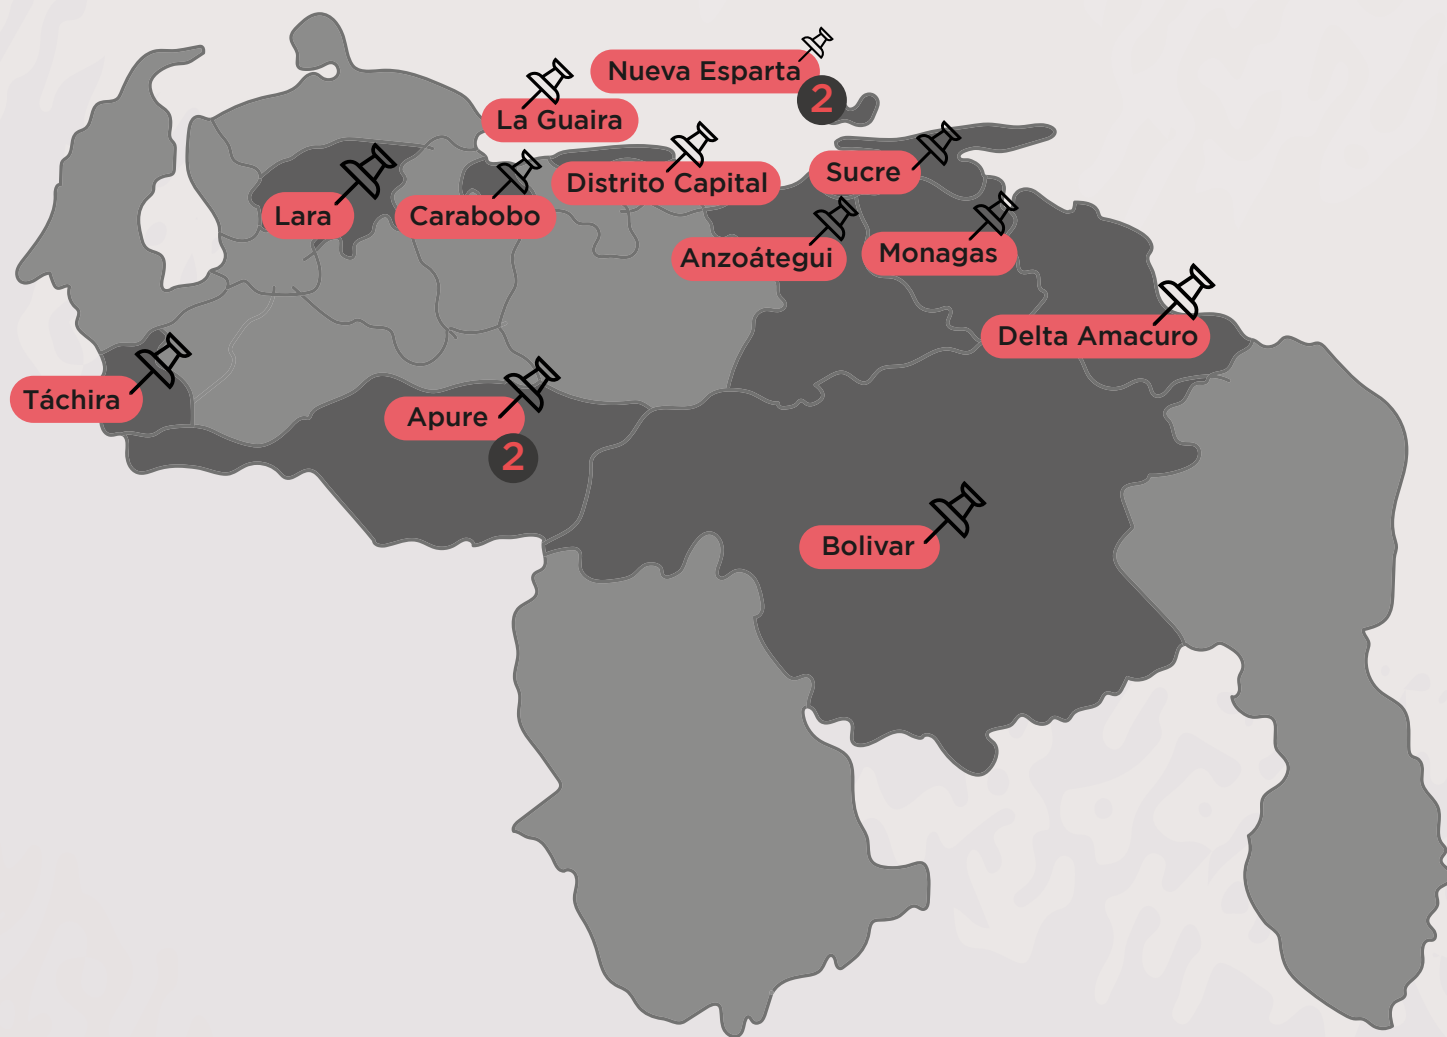 Nueva Esparta
2
La Guaira
Distrito Capital
Sucre
Lara
Carabobo
Anzoátegui
Monagas
Delta Amacuro
Táchira
Apure
2
Bolivar